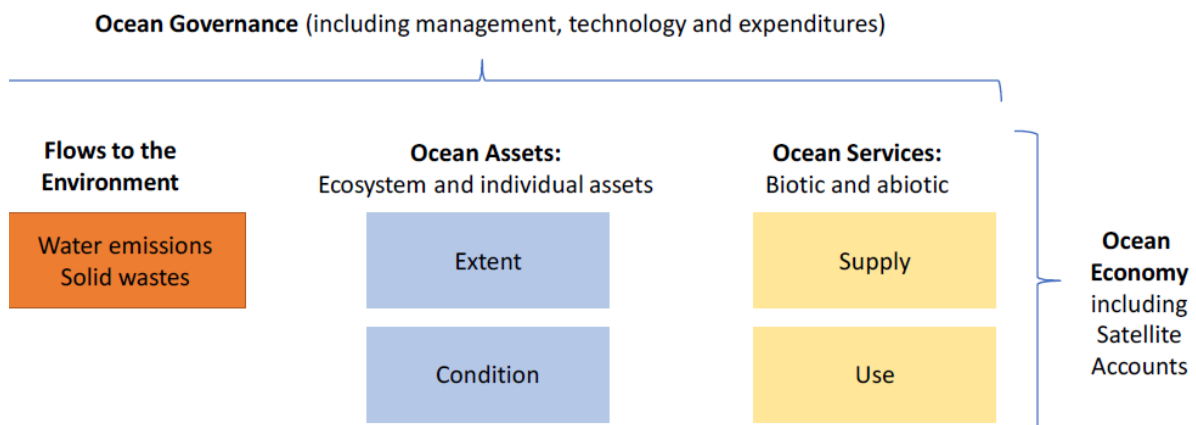 Ocean Governance (including management, technology and expenditures)
Flows to the
Environment
Water emissions
Solid wastes
Ocean Assets:
Ecosystem and individual assets
Extent
Condition
Ocean Services:
Biotic and abiotic
Supply
Use
Ocean
Economy
including
Satellite
Accounts